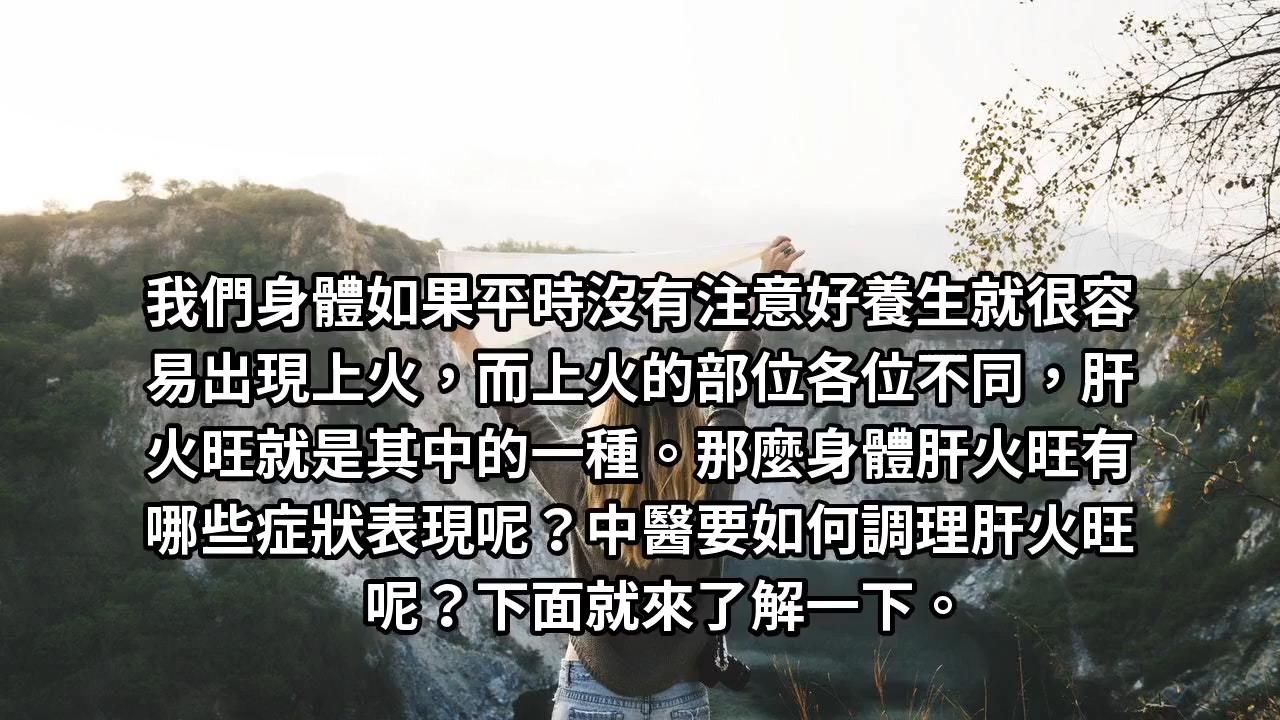 我們身體如果平時沒有注意好養生就很容
易出現上火，而上火的部位各位不同，肝
火旺就是其中的一種。那麼身體肝火旺有
哪些症狀表現呢？中醫要如何調理肝火旺
呢？下面就來了解一下。